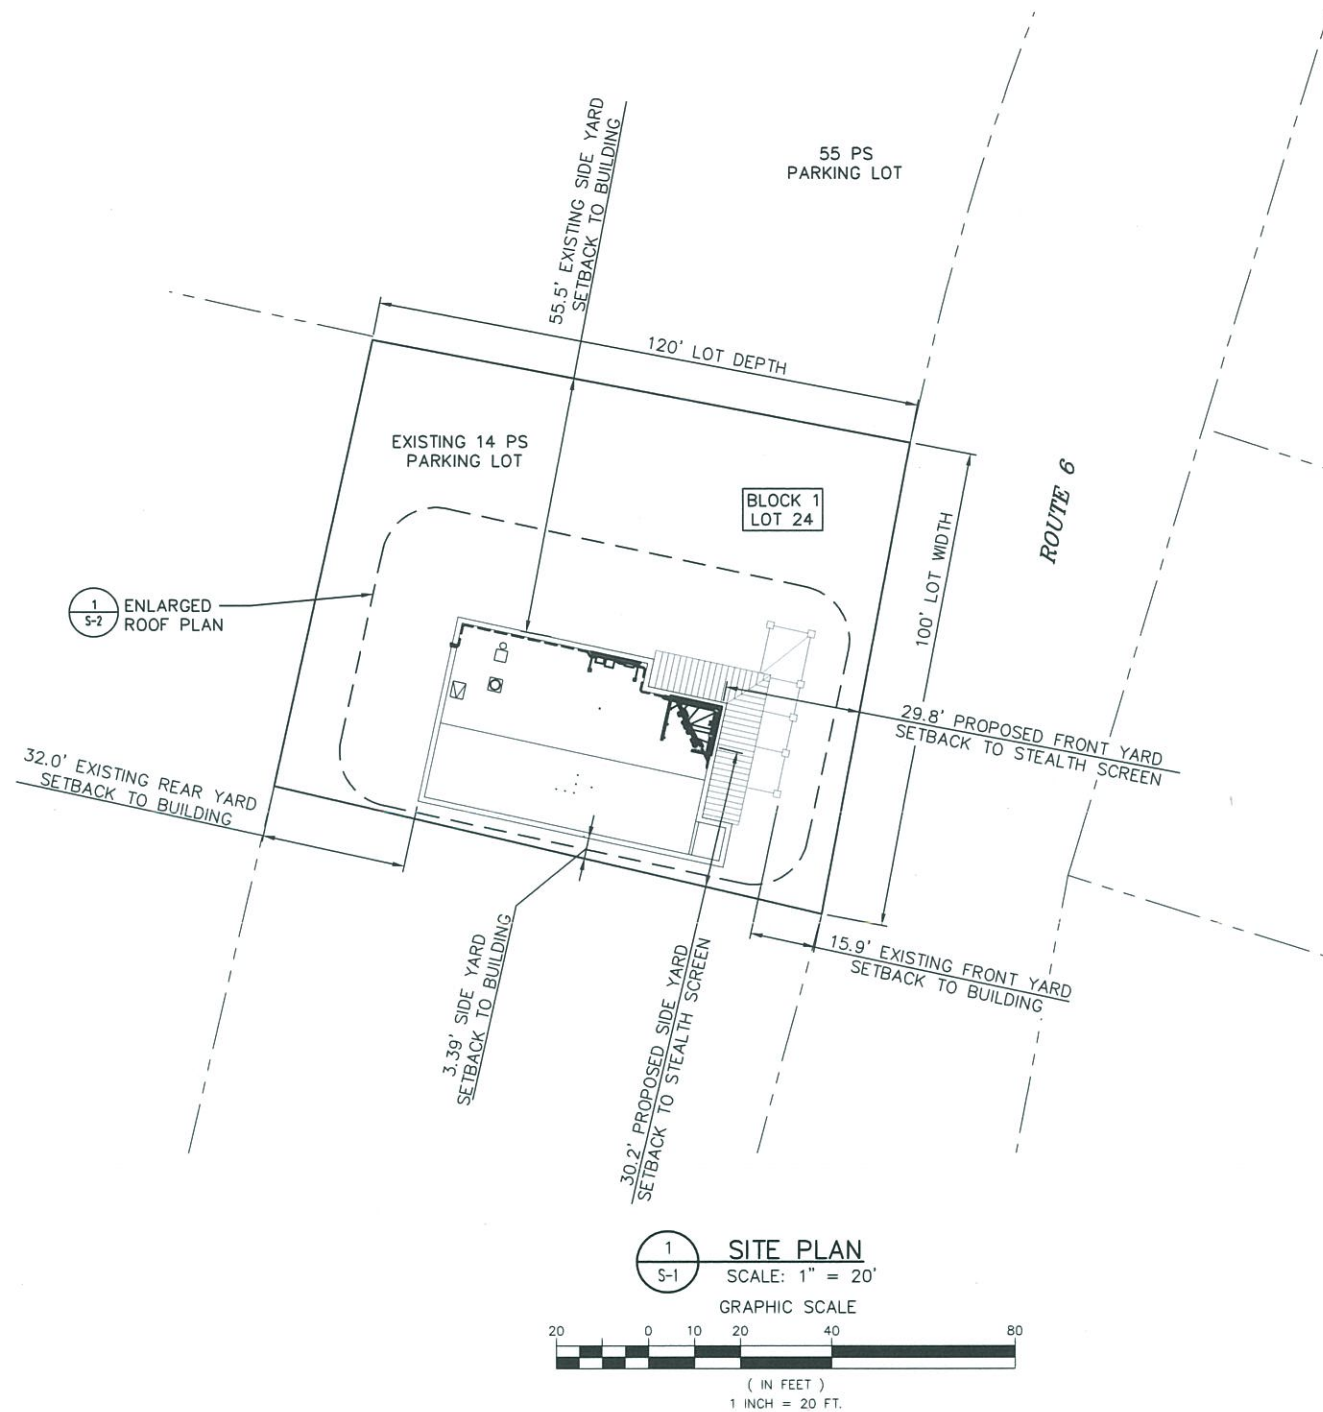 55.5' EXISTING SIDE YARD
SETBACK TO BUILDING
55 PS
PARKING LOT
120' LOT DEPTH
EXISTING 14 PS
PARKING LOT
BLOCK 1
LOT 24
ROUTE 6
100' LOT WIDTH
1
S-2
ENLARGED
ROOF PLAN
29.8' PROPOSED FRONT YARD
SETBACK TO STEALTH SCREEN
32.0' EXISTING REAR YARD
SETBACK TO BUILDING
3.39' SIDE YARD
SETBACK TO BUILDING
30.2' PROPOSED SIDE YARD
SETBACK TO STEALTH SCREEN
15.9' EXISTING FRONT YARD
SETBACK TO BUILDING
1
S-1
SITE PLAN
SCALE: 1" = 20'
GRAPHIC SCALE
20 0 10 20 40 80
( IN FEET )
1 INCH = 20 FT.